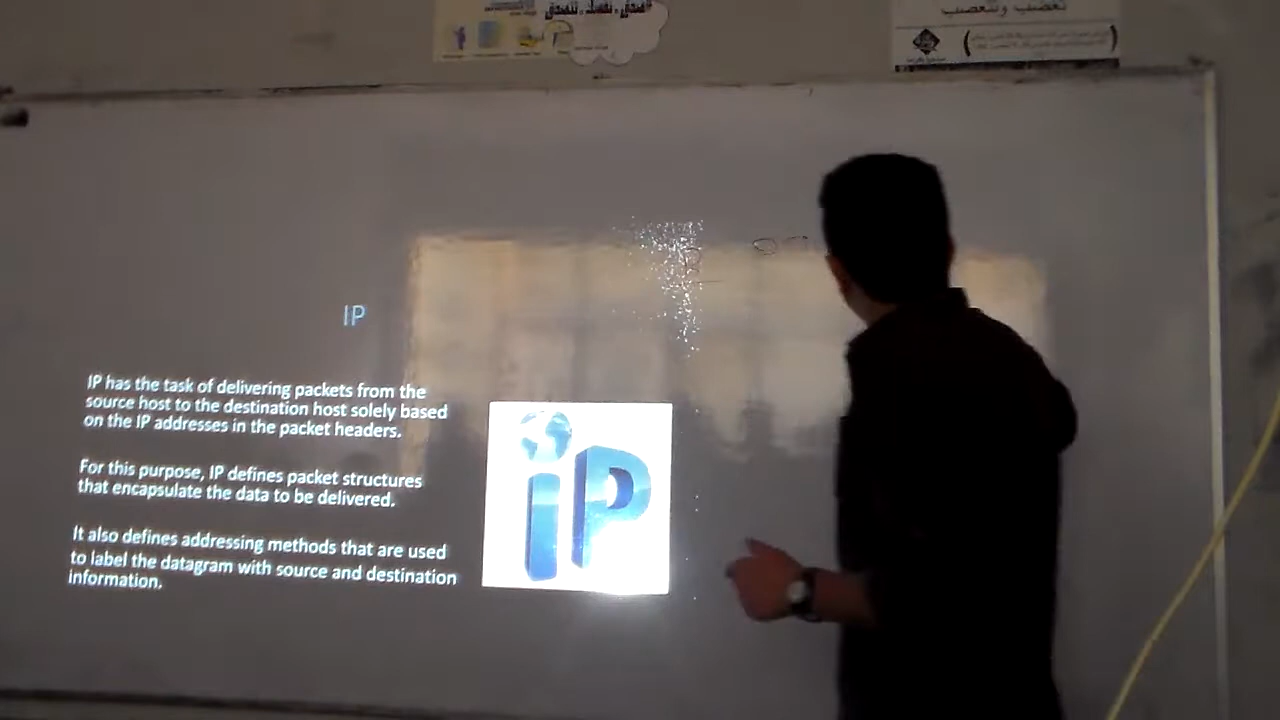 تعصب وتتعصب
IP
IP has the task of delivering packets from the
source host to the destination host solely based
on the IP addresses in the packet headers.
For this purpose, IP defines packet structures
that encapsulate the data to be delivered.
It also defines addressing methods that are used
to label the datagram with source and destination
information.
iP